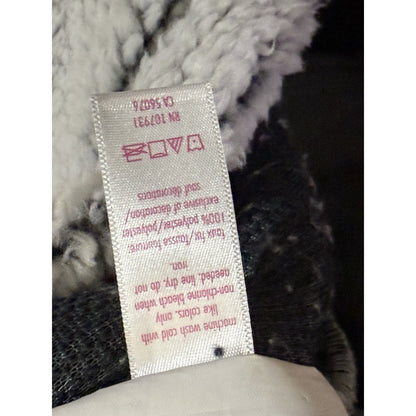 machine wash cold with
like colors. only
non-chlorine bleach when
needed. line dry. do not
iron.
faux fur/fausse fourrure:
100% polyester/polyester
exclusive of decoration/
sauf décorations
RN 107931
CA 56076